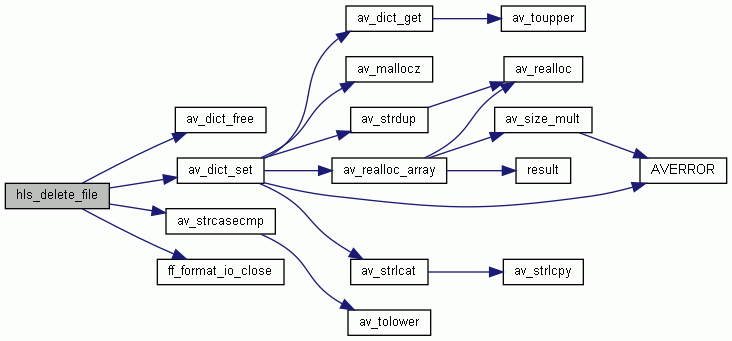 av_dict_get
av_toupper
av_mallocz
av_realloc
av_dict_free
av_strdup
av_size_mult
av_dict_set
av_realloc_array
result
AVERROR
hls_delete_file
av_strcasecmp
ff_format_io_close
av_strlcat
av_strlcpy
av_tolower